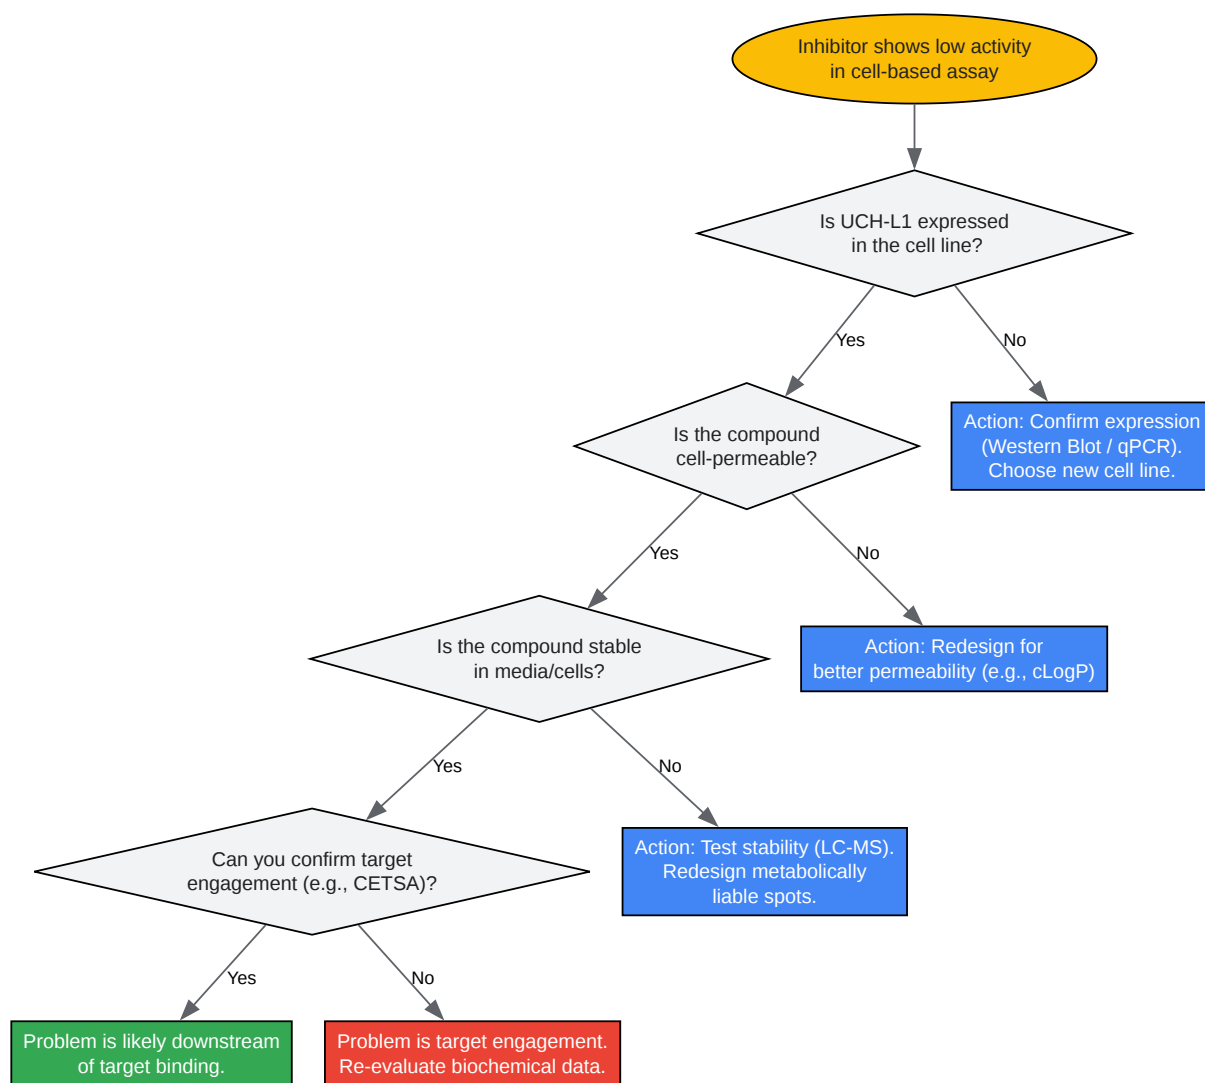 Inhibitor shows low activity
in cell-based assay
Is UCH-L1 expressed
in the cell line?
Yes
No
Is the compound
cell-permeable?
Action: Confirm expression
(Western Blot / qPCR).
Choose new cell line.
Yes
No
Is the compound stable
in media/cells?
Action: Redesign for
better permeability (e.g., cLogP)
Yes
No
Can you confirm target
engagement (e.g., CETSA)?
Action: Test stability (LC-MS).
Redesign metabolically
liable spots.
Yes
No
Problem is likely downstream
of target binding.
Problem is target engagement.
Re-evaluate biochemical data.